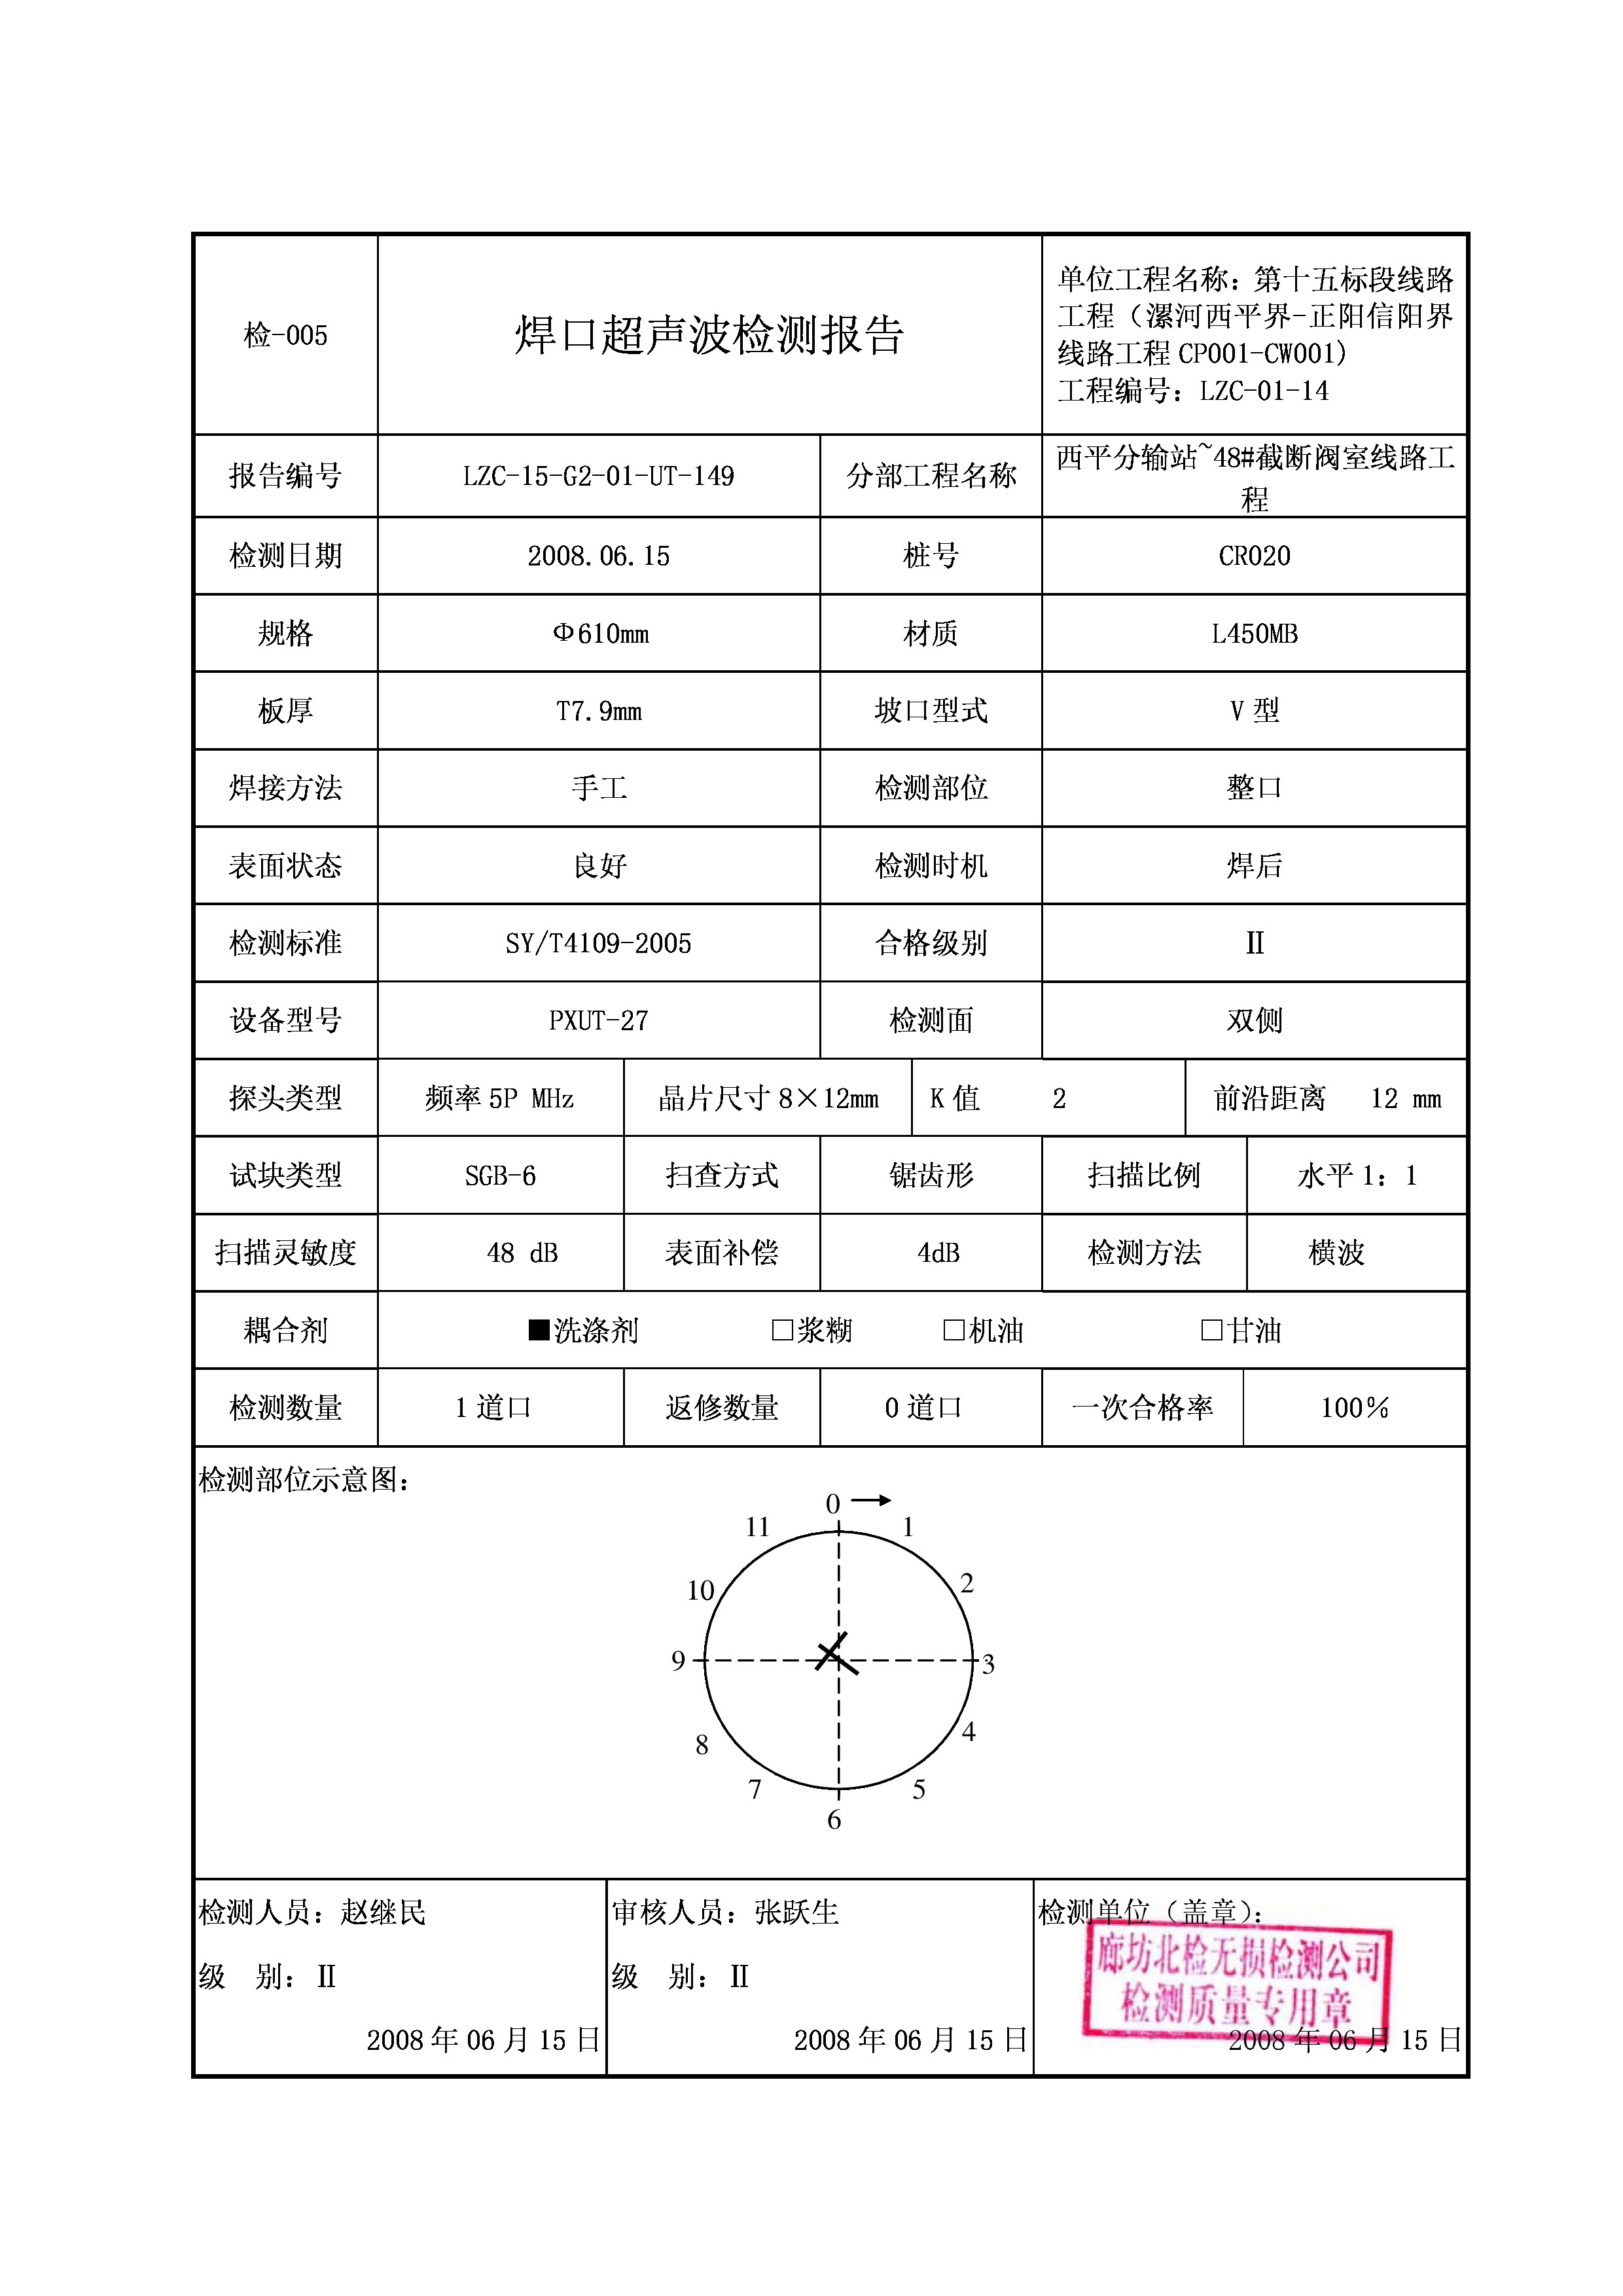 检-005
焊口超声波检测报告
单位工程名称：第十五标段线路
工程（漯河西平界-正阳信阳界
线路工程 CP001-CW001)
工程编号：LZC-01-14
报告编号 LZC-15-G2-01-UT-149 分部工程名称 西平分输站~48#截断阀室线路工
程
检测日期 2008.06.15 桩号 CR020
规格 Φ610mm 材质 L450MB
板厚 T7.9mm 坡口型式 V 型
焊接方法 手工 检测部位 整口
表面状态 良好 检测时机 焊后
检测标准 SY/T4109-2005 合格级别 Ⅱ
设备型号 PXUT-27 检测面 双侧
探头类型 频率 5P MHz 晶片尺寸 8×12mm K 值 2 前沿距离 12 mm
试块类型 SGB-6 扫查方式 锯齿形 扫描比例 水平 1：1
扫描灵敏度 48 dB 表面补偿 4dB 检测方法 横波
耦合剂 ■洗涤剂 □浆糊 □机油 □甘油
检测数量 1 道口 返修数量 0 道口 一次合格率 100%
检测部位示意图：
0
11 1
10 2
9 3
8 4
7 5
6
检测人员：赵继民 审核人员：张跃生 检测单位（盖章）：
廊坊北检无损检测公司
检测质量专用章
级 别：Ⅱ 级 别：Ⅱ
2008 年 06 月 15 日 2008 年 06 月 15 日 2008 年 06 月 15 日